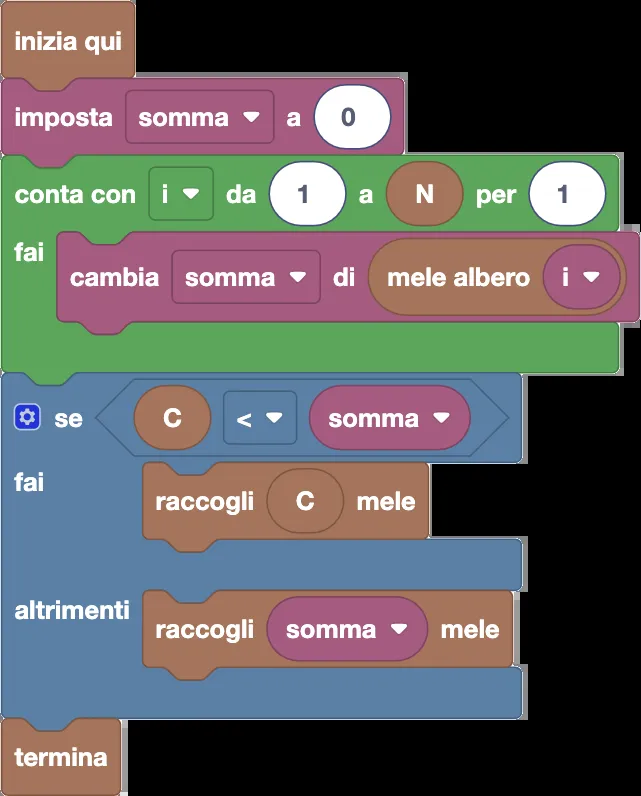 inizia qui
imposta somma a 0
conta con i da 1 a N per 1
fai
cambia somma di mele albero i
se C < somma
fai
raccogli C mele
altrimenti
raccogli somma mele
termina